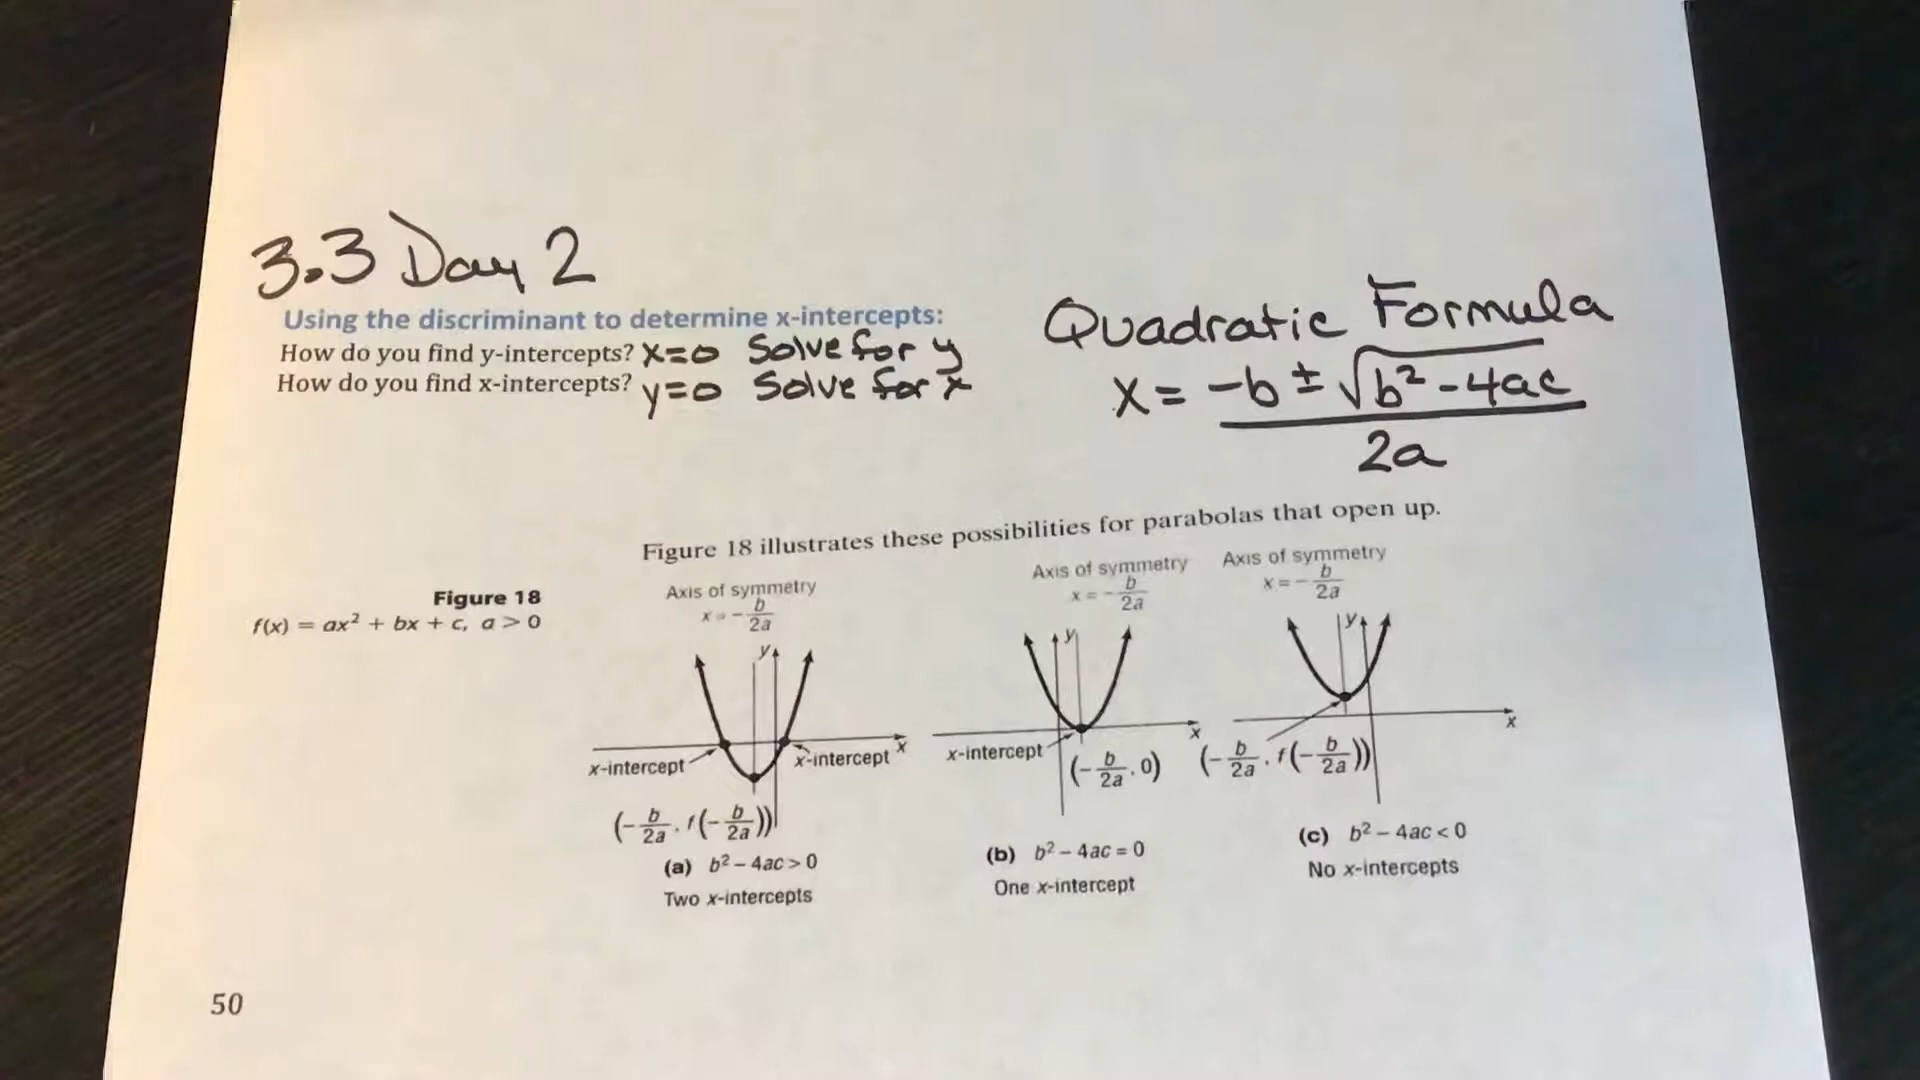 3.3 Day 2
Using the discriminant to determine x-intercepts:
How do you find y-intercepts? x=0 Solve for y
How do you find x-intercepts? y=0 Solve for x
Quadratic Formula
x = -b ± √b² - 4ac
2a
Figure 18 illustrates these possibilities for parabolas that open up.
Figure 18
f(x) = ax² + bx + c, a > 0
Axis of symmetry
x = - b/2a
y
x
x-intercept
x-intercept
(- b/2a, f(- b/2a))
(a) b² – 4ac > 0
Two x-intercepts
Axis of symmetry
x = - b/2a
y
x
x-intercept
(- b/2a, 0)
(b) b² – 4ac = 0
One x-intercept
Axis of symmetry
x = - b/2a
y
x
(- b/2a, f(- b/2a))
(c) b² – 4ac < 0
No x-intercepts
50